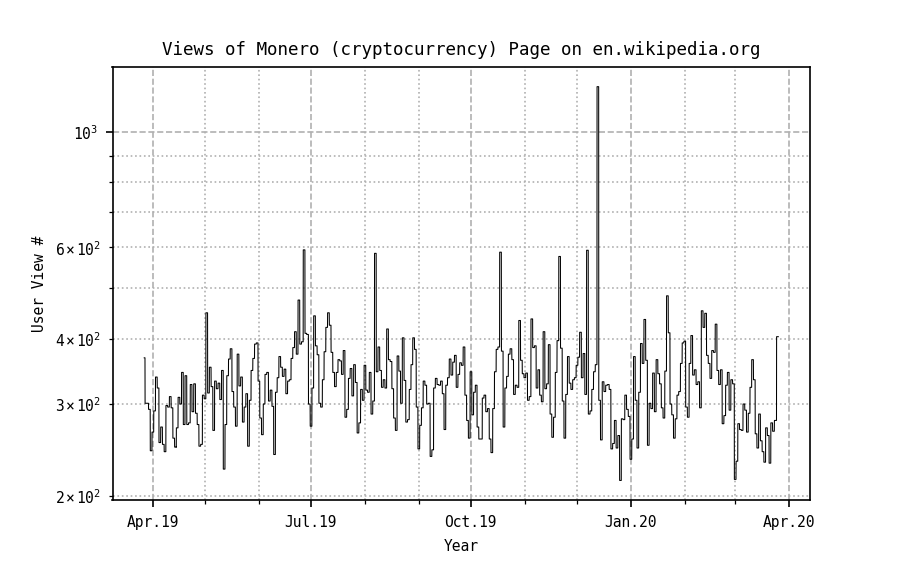 Views of Monero (cryptocurrency) Page on en.wikipedia.org
User View #
10³
6×10²
4×10²
3×10²
2×10²
Apr.19 Jul.19 Oct.19 Jan.20 Apr.20
Year